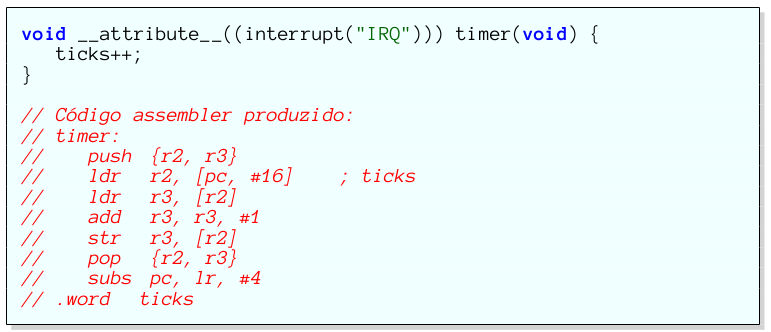 void __attribute__((interrupt("IRQ"))) timer(void) {
   ticks++;
}

// Código assembler produzido:
// timer:
//    push  {r2, r3}
//    ldr   r2, [pc, #16]    ; ticks
//    ldr   r3, [r2]
//    add   r3, r3, #1
//    str   r3, [r2]
//    pop   {r2, r3}
//    subs  pc, lr, #4
// .word   ticks